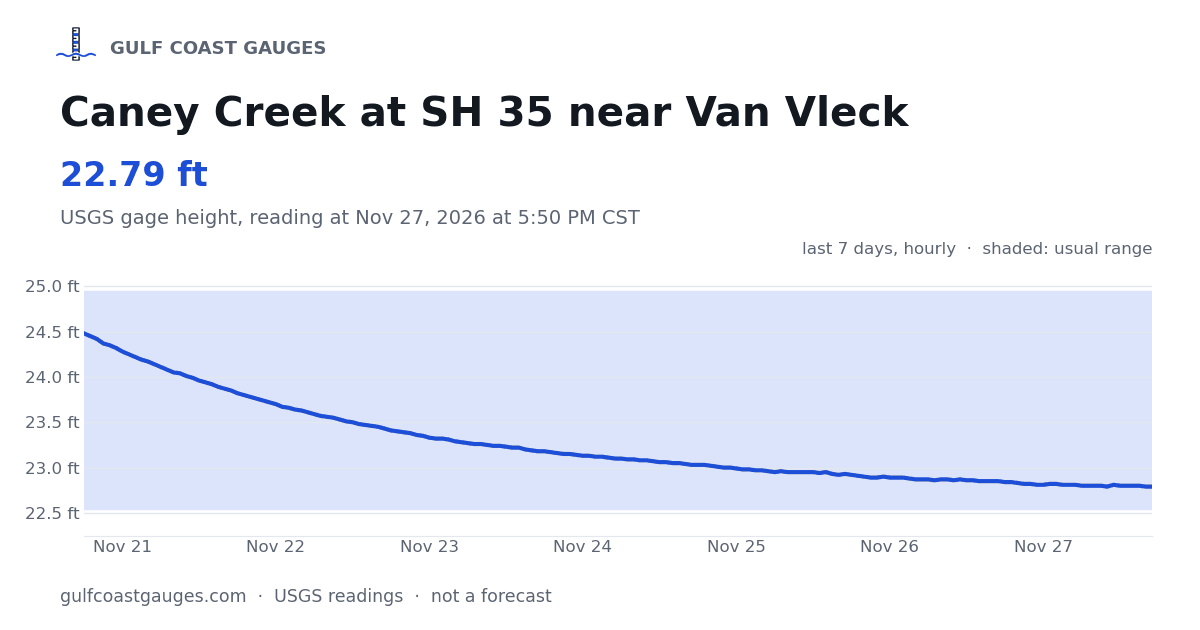 GULF COAST GAUGES
Caney Creek at SH 35 near Van Vleck
22.79 ft
USGS gage height, reading at Nov 27, 2026 at 5:50 PM CST
last 7 days, hourly · shaded: usual range
25.0 ft
24.5 ft
24.0 ft
23.5 ft
23.0 ft
22.5 ft
Nov 21 Nov 22 Nov 23 Nov 24 Nov 25 Nov 26 Nov 27
gulfcoastgauges.com · USGS readings · not a forecast